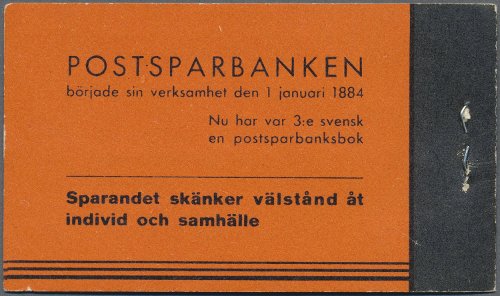 POSTSPARBANKEN
började sin verksamhet den 1 januari 1884
Nu har var 3:e svensk
en postsparbanksbok
Sparandet skänker välstånd åt
individ och samhälle